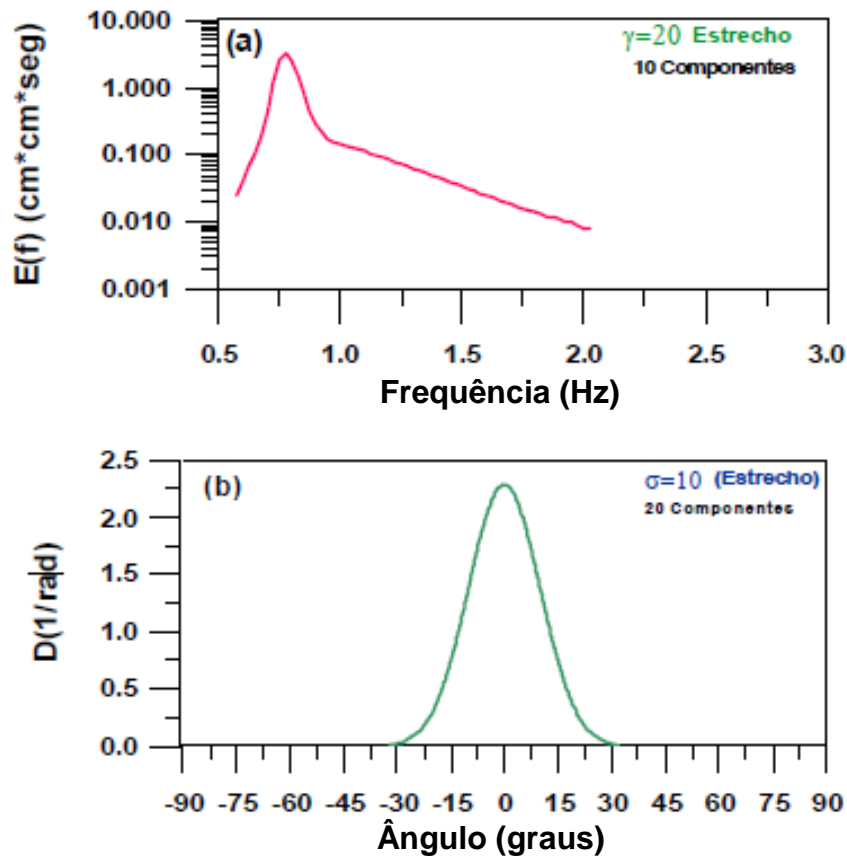 10.000
(a)
γ=20 Estrecho
10 Componentes
1.000
0.100
0.010
0.001
E(f) (cm*cm*seg)
0.5 1.0 1.5 2.0 2.5 3.0
Frequência (Hz)
2.5
(b)
σ=10 (Estrecho)
20 Componentes
2.0
1.5
1.0
0.5
0.0
D(1/rad)
-90 -75 -60 -45 -30 -15 0 15 30 45 60 75 90
Ângulo (graus)